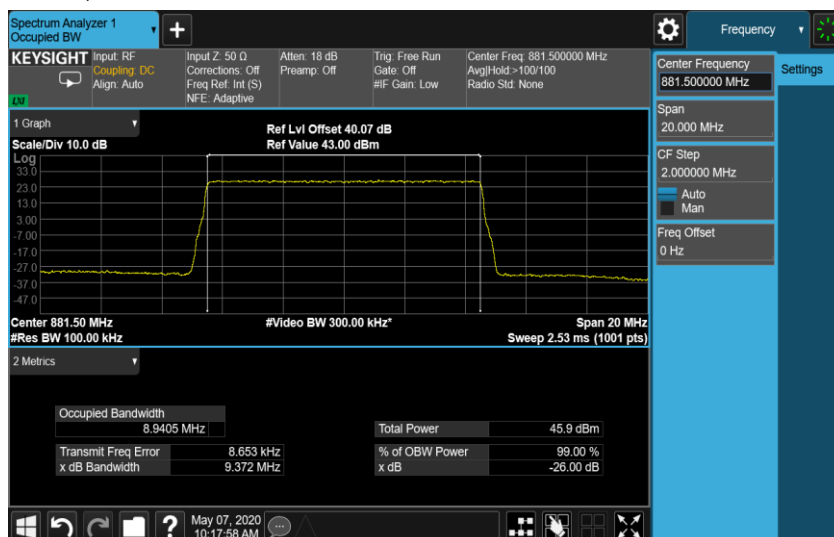 Spectrum Analyzer 1
Occupied BW
+
Frequency
KEYSIGHT
Input: RF
Coupling: DC
Align: Auto
LXI
Input Z: 50 Ω
Corrections: Off
Freq Ref: Int (S)
NFE: Adaptive
Atten: 18 dB
Preamp: Off
Trig: Free Run
Gate: Off
#IF Gain: Low
Center Freq: 881.500000 MHz
Avg|Hold:>100/100
Radio Std: None
Center Frequency
881.500000 MHz
Settings
Span
20.000 MHz
CF Step
2.000000 MHz
Auto
Man
Freq Offset
0 Hz
1 Graph
Scale/Div 10.0 dB
Ref Lvl Offset 40.07 dB
Ref Value 43.00 dBm
Log
33.0
23.0
13.0
3.00
-7.00
-17.0
-27.0
-37.0
-47.0
Center 881.50 MHz
#Video BW 300.00 kHz*
Span 20 MHz
#Res BW 100.00 kHz
Sweep 2.53 ms (1001 pts)
2 Metrics
Occupied Bandwidth
8.9405 MHz
Total Power 45.9 dBm
Transmit Freq Error 8.653 kHz
% of OBW Power 99.00 %
x dB Bandwidth 9.372 MHz
x dB -26.00 dB
?
May 07, 2020
10:17:58 AM